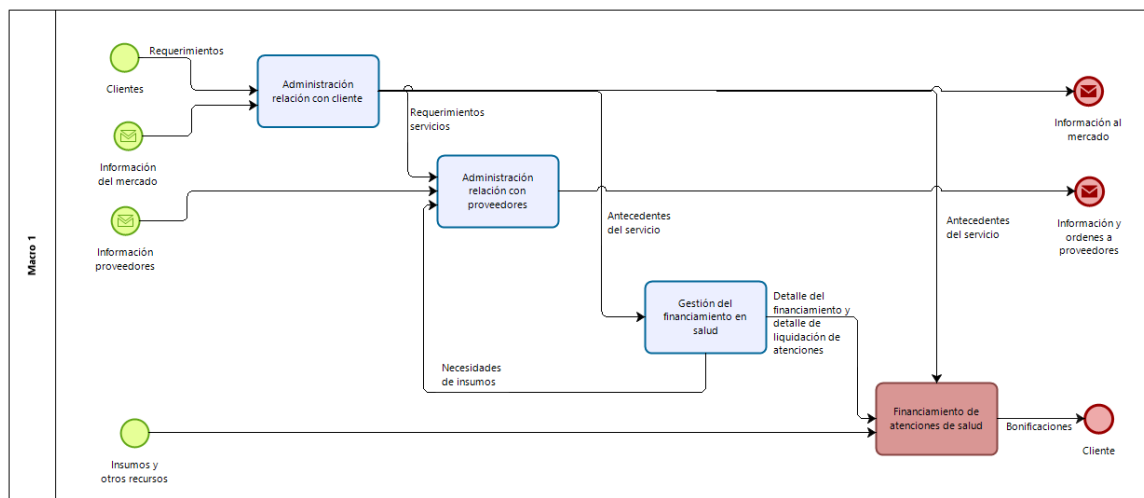 Macro 1
Requerimientos
Clientes
Administración
relación con cliente
Información
del mercado
Requerimientos
servicios
Información al
mercado
Administración
relación con
proveedores
Información
proveedores
Antecedentes
del servicio
Antecedentes
del servicio
Información y
ordenes a
proveedores
Gestión del
financiamiento en
salud
Detalle del
financiamiento y
detalle de
liquidación de
atenciones
Necesidades
de insumos
Financiamiento de
atenciones de salud
Bonificaciones
Cliente
Insumos y
otros recursos